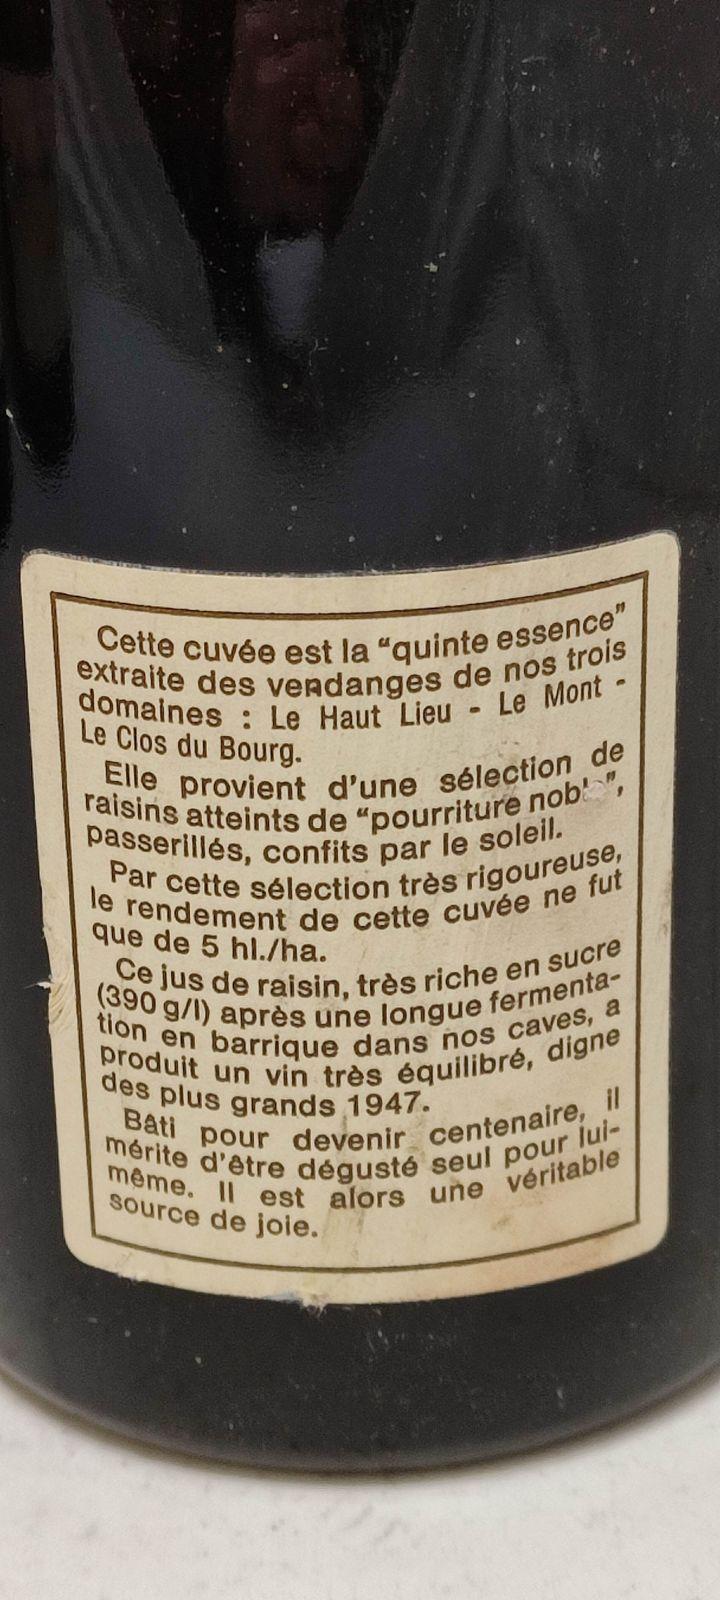 Cette cuvée est la “quinte essence”
extraite des vendanges de nos trois
domaines : Le Haut Lieu - Le Mont -
Le Clos du Bourg.
Elle provient d'une sélection de
raisins atteints de “pourriture noble”,
passerillés, confits par le soleil.
Par cette sélection très rigoureuse,
le rendement de cette cuvée ne fut
que de 5 hl./ha.
Ce jus de raisin, très riche en sucre
(390 g/l) après une longue fermenta-
tion en barrique dans nos caves, a
produit un vin très équilibré, digne
des plus grands 1947.
Bâti pour devenir centenaire, il
mérite d'être dégusté seul pour lui-
même. Il est alors une véritable
source de joie.